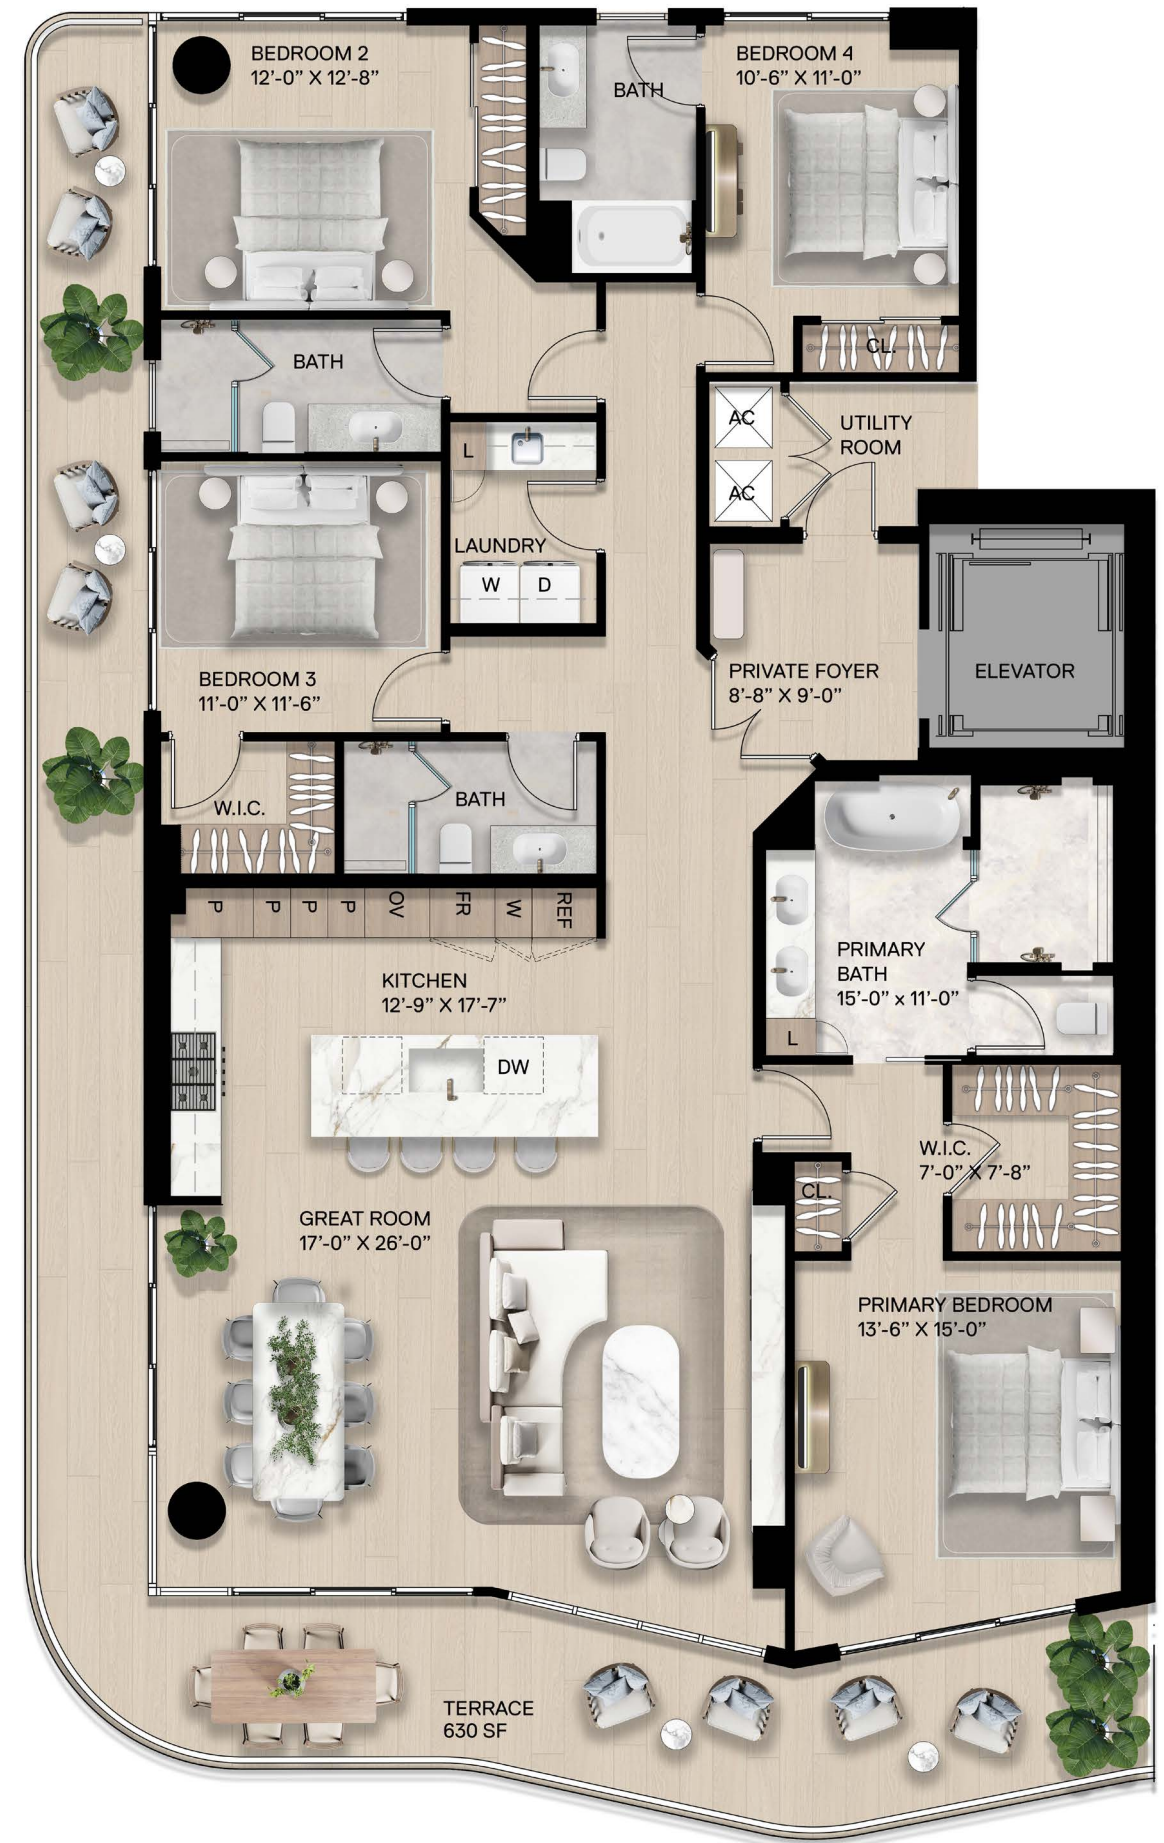 BEDROOM 2
12'-0" X 12'-8"
BATH
BEDROOM 4
10'-6" X 11'-0"
CL.
BATH
AC
AC
UTILITY
ROOM
L
LAUNDRY
W
D
PRIVATE FOYER
8'-8" X 9'-0"
ELEVATOR
BEDROOM 3
11'-0" X 11'-6"
W.I.C.
BATH
P
P
P
P
OV
FR
W
REF
KITCHEN
12'-9" X 17'-7"
DW
PRIMARY
BATH
15'-0" x 11'-0"
L
W.I.C.
7'-0" X 7'-8"
CL.
GREAT ROOM
17'-0" X 26'-0"
PRIMARY BEDROOM
13'-6" X 15'-0"
TERRACE
630 SF